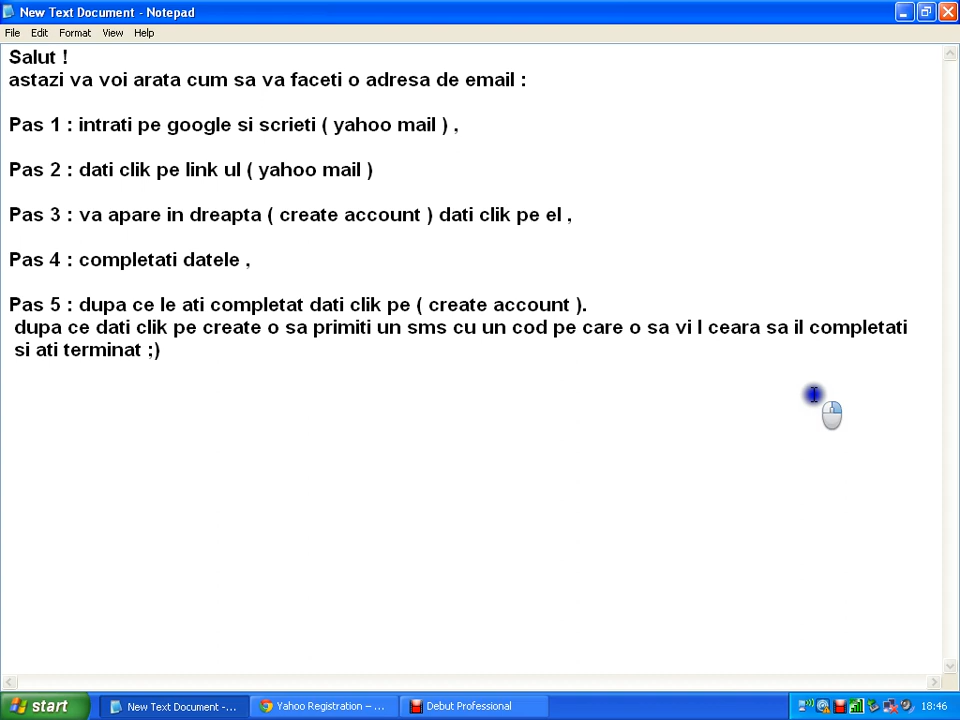 New Text Document - Notepad
File Edit Format View Help
Salut !
astazi va voi arata cum sa va faceti o adresa de email :
Pas 1 : intrati pe google si scrieti ( yahoo mail ) ,
Pas 2 : dati clik pe link ul ( yahoo mail )
Pas 3 : va apare in dreapta ( create account ) dati clik pe el ,
Pas 4 : completati datele ,
Pas 5 : dupa ce le ati completat dati clik pe ( create account ).
dupa ce dati clik pe create o sa primiti un sms cu un cod pe care o sa vi l ceara sa il completati
si ati terminat ;)
start New Text Document -... Yahoo Registration – ... Debut Professional 18:46